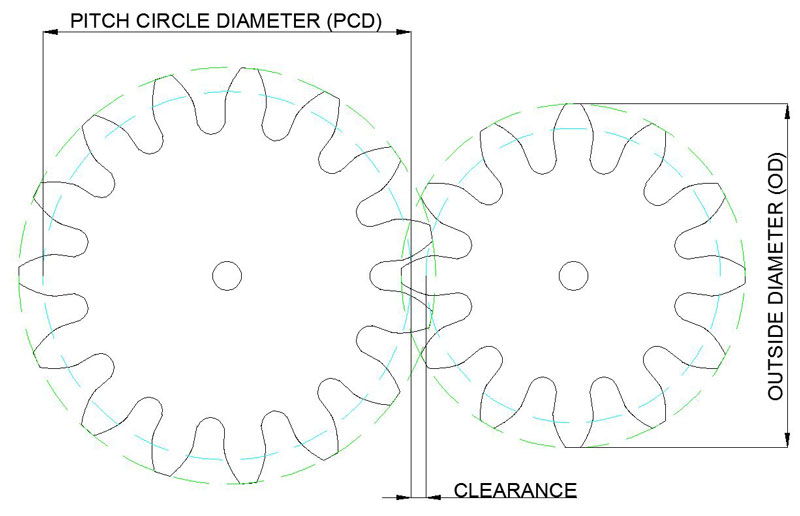 PITCH CIRCLE DIAMETER (PCD)
OUTSIDE DIAMETER (OD)
CLEARANCE